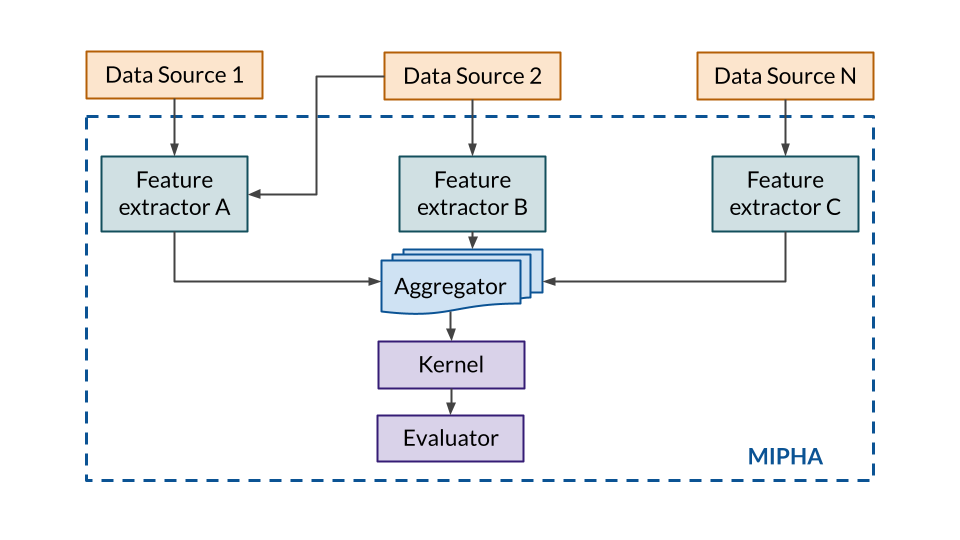 Data Source 1
Data Source 2
Data Source N
Feature
extractor A
Feature
extractor B
Feature
extractor C
Aggregator
Kernel
Evaluator
MIPHA